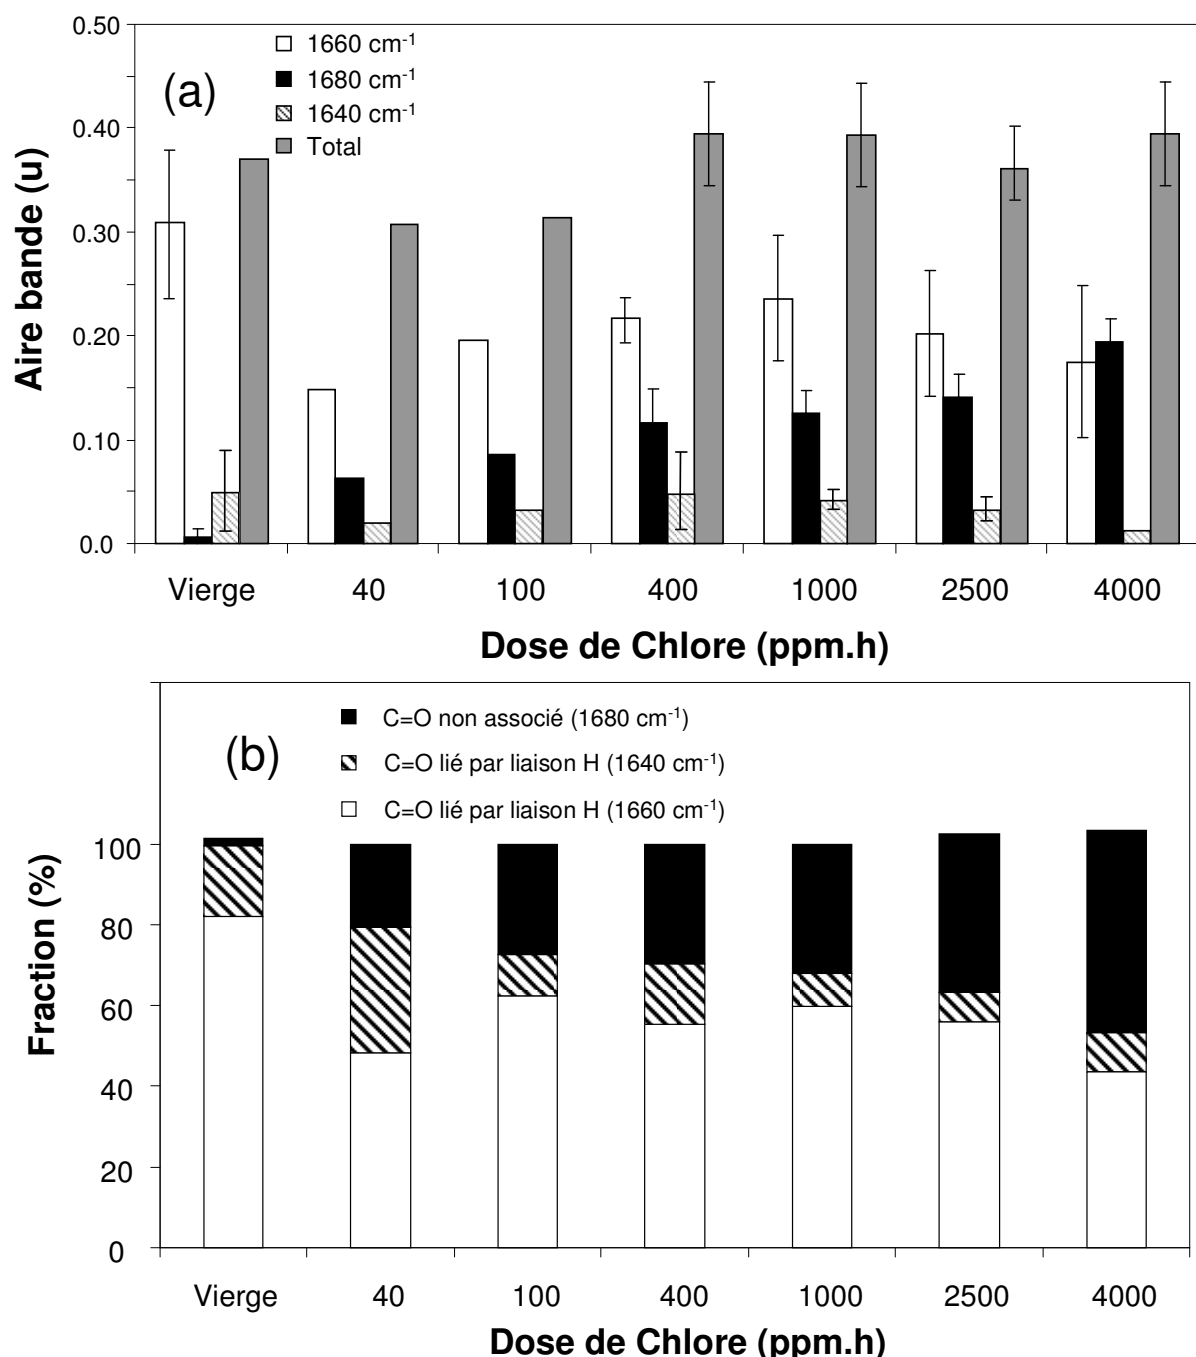 0.50
1660 cm-1
(a)
1680 cm-1
1640 cm-1
0.40
Total
0.30
0.20
0.10
0.0
Aire bande (u)
Vierge 40 100 400 1000 2500 4000
Dose de Chlore (ppm.h)
C=O non associé (1680 cm-1)
(b)
C=O lié par liaison H (1640 cm-1)
C=O lié par liaison H (1660 cm-1)
100
80
60
40
20
0
Fraction (%)
Vierge 40 100 400 1000 2500 4000
Dose de Chlore (ppm.h)